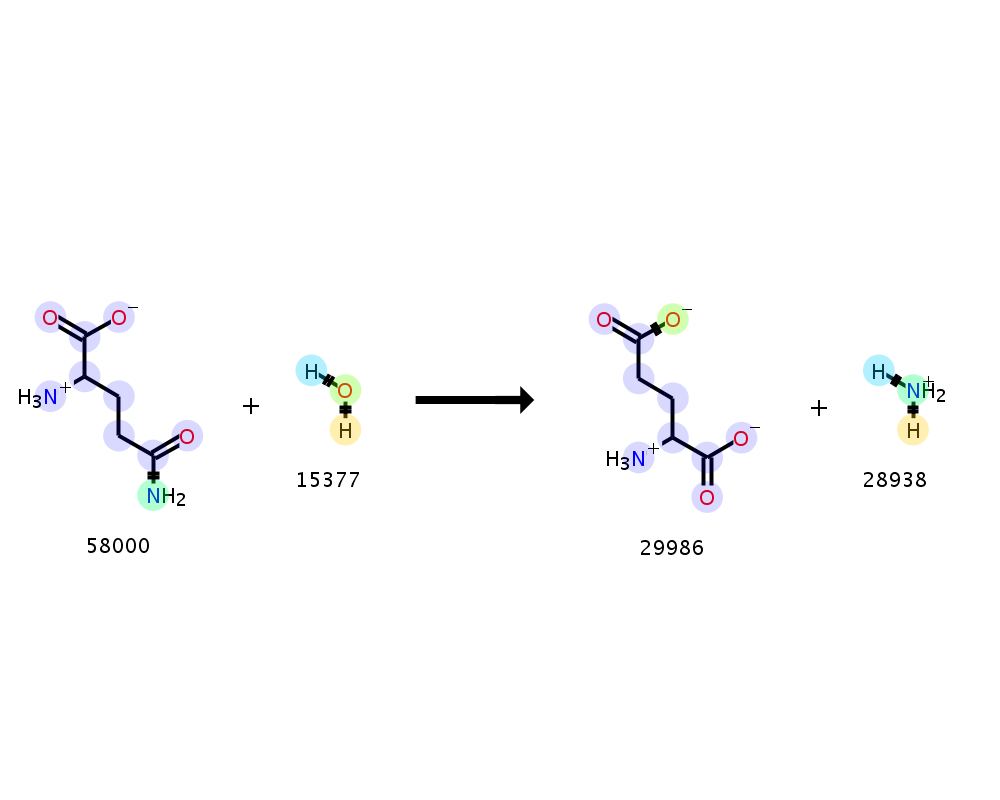 O O−
H3N+
O
NH2
58000
+
H
O
H
15377
O O−
H3N+
O−
O
29986
+
H
NH2+
H
28938